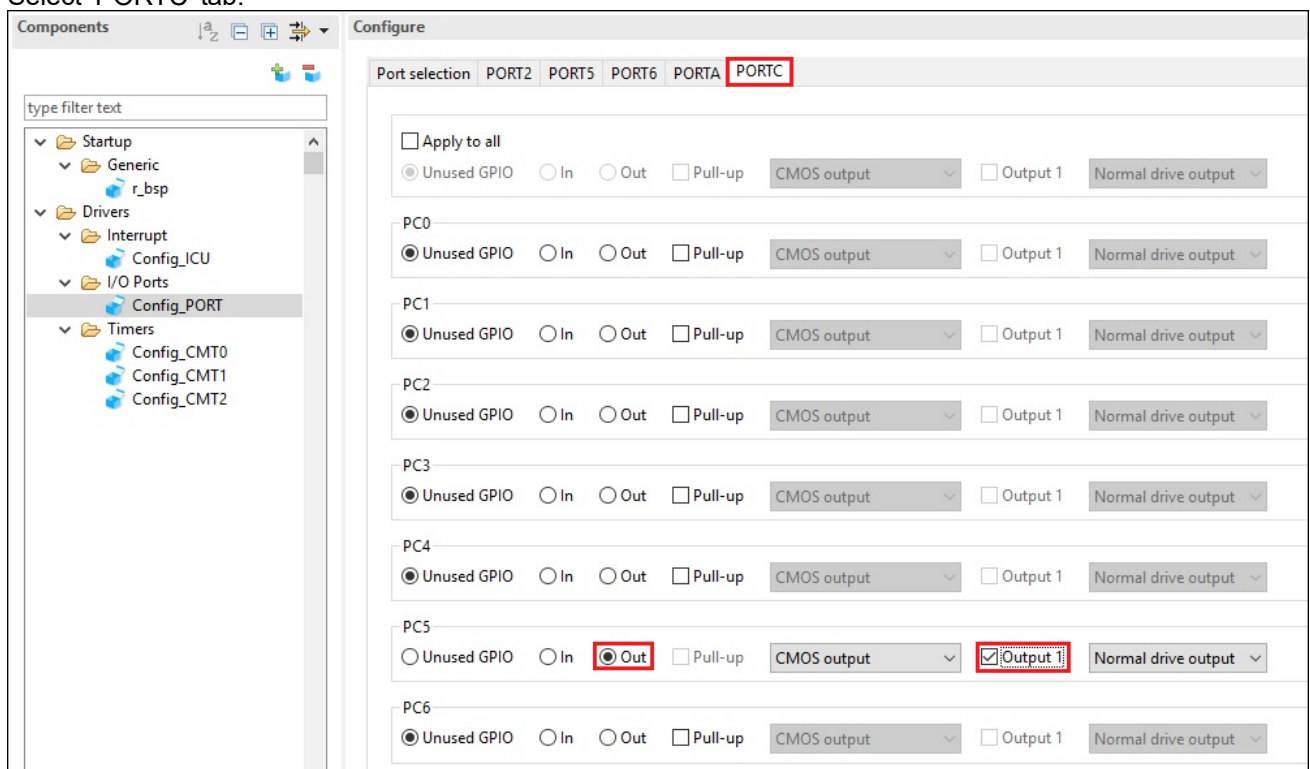 Select 'PORTC' tab.
Components
Configure
Port selection PORT2 PORT5 PORT6 PORTA PORTC
type filter text
Startup
Generic
r_bsp
Drivers
Interrupt
Config_ICU
I/O Ports
Config_PORT
Timers
Config_CMT0
Config_CMT1
Config_CMT2
Apply to all
Unused GPIO In Out Pull-up CMOS output Output 1 Normal drive output
PC0
Unused GPIO In Out Pull-up CMOS output Output 1 Normal drive output
PC1
Unused GPIO In Out Pull-up CMOS output Output 1 Normal drive output
PC2
Unused GPIO In Out Pull-up CMOS output Output 1 Normal drive output
PC3
Unused GPIO In Out Pull-up CMOS output Output 1 Normal drive output
PC4
Unused GPIO In Out Pull-up CMOS output Output 1 Normal drive output
PC5
Unused GPIO In Out Pull-up CMOS output Output 1 Normal drive output
PC6
Unused GPIO In Out Pull-up CMOS output Output 1 Normal drive output